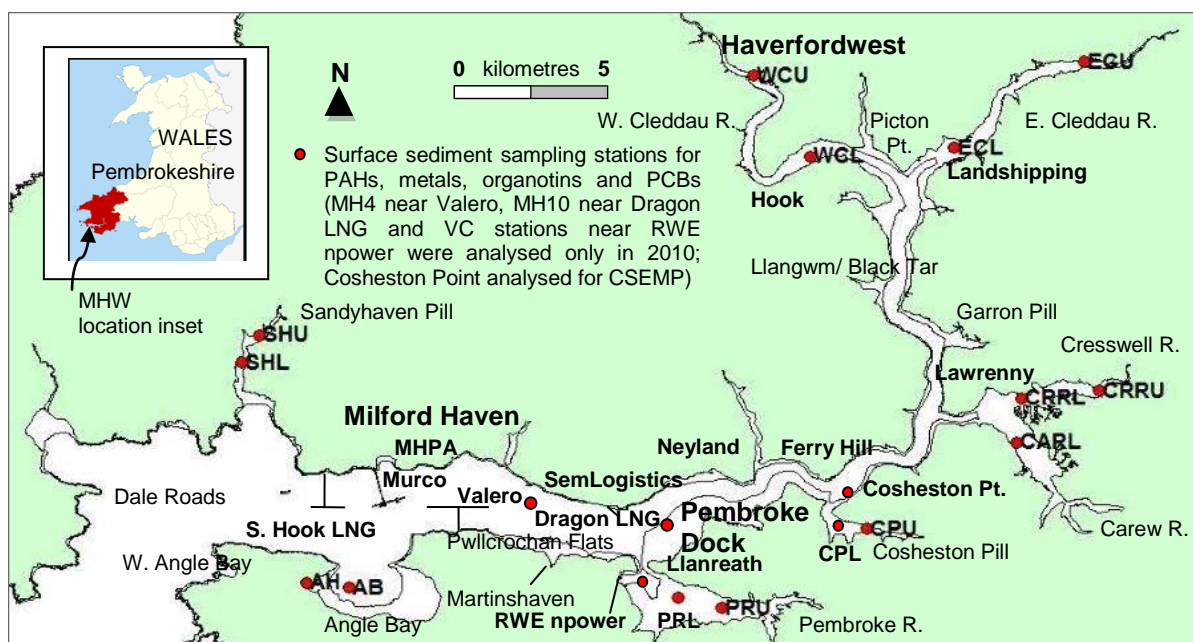 WALES
Pembrokeshire
MHW
location inset
N
0 kilometres 5
Surface sediment sampling stations for
PAHs, metals, organotins and PCBs
(MH4 near Valero, MH10 near Dragon
LNG and VC stations near RWE
npower were analysed only in 2010;
Cosheston Point analysed for CSEMP)
Haverfordwest
WCU
ECU
W. Cleddau R.
Picton
Pt.
E. Cleddau R.
WCL
ECL
Landshipping
Hook
Llangwm/ Black Tar
Garron Pill
Cresswell R.
Lawrenny
CRRL
CRRU
CARL
Carew R.
Sandyhaven Pill
SHU
SHL
Milford Haven
MHPA
Murco
Neyland
Ferry Hill
Valero
SemLogistics
Cosheston Pt.
Dale Roads
S. Hook LNG
Dragon LNG
Pembroke
Dock
CPU
CPL
Cosheston Pill
Pwllcrochan Flats
Llanreath
W. Angle Bay
AH
AB
Angle Bay
Martinshaven
RWE npower
PRL
PRU
Pembroke R.